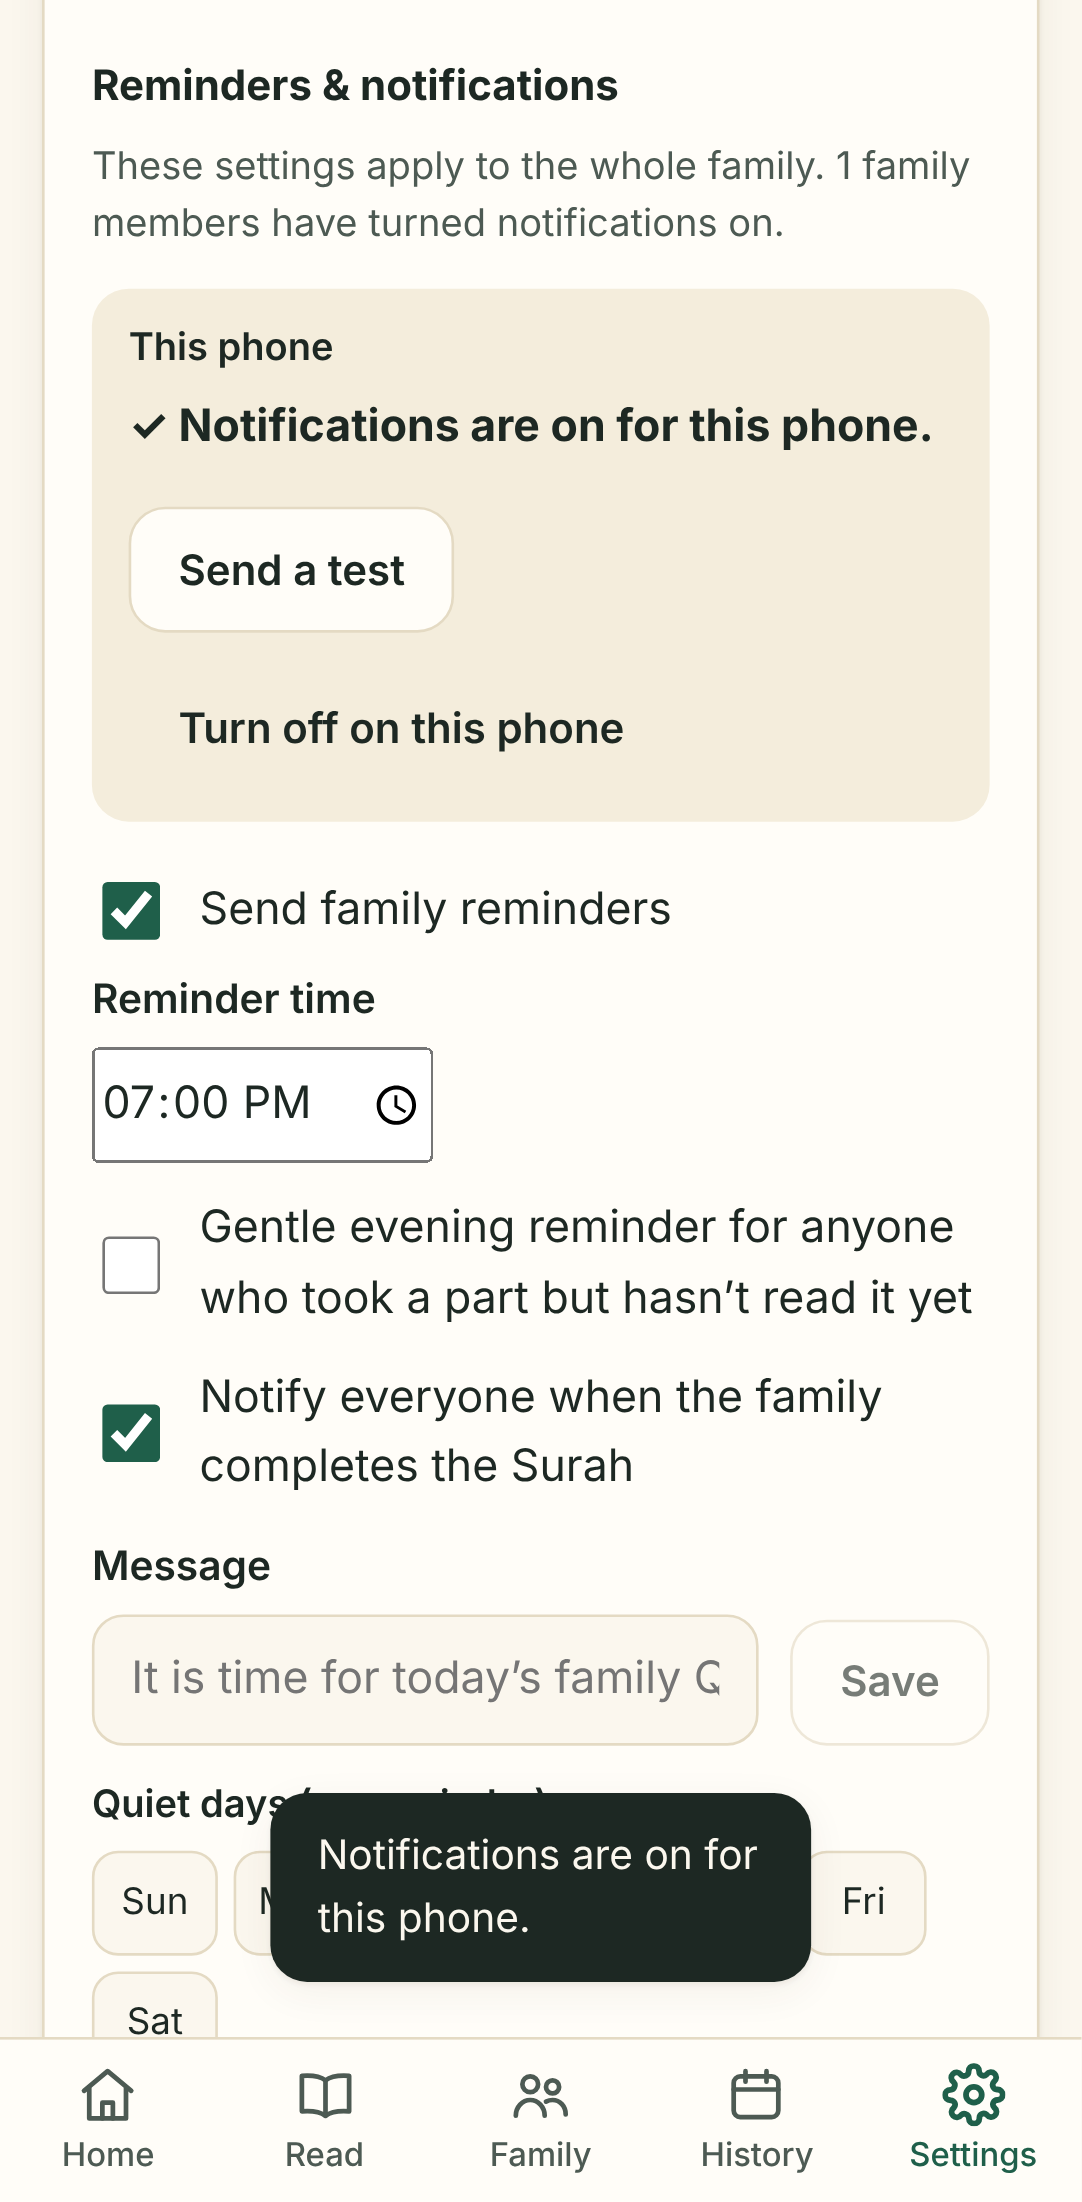 Reminders & notifications
These settings apply to the whole family. 1 family
members have turned notifications on.
This phone
✓ Notifications are on for this phone.
Send a test
Turn off on this phone
Send family reminders
Reminder time
07:00 PM
Gentle evening reminder for anyone
who took a part but hasn’t read it yet
Notify everyone when the family
completes the Surah
Message
It is time for today’s family
Save
Quiet days
Notifications are on for
this phone.
Sun
Fri
Sat
Home
Read
Family
History
Settings